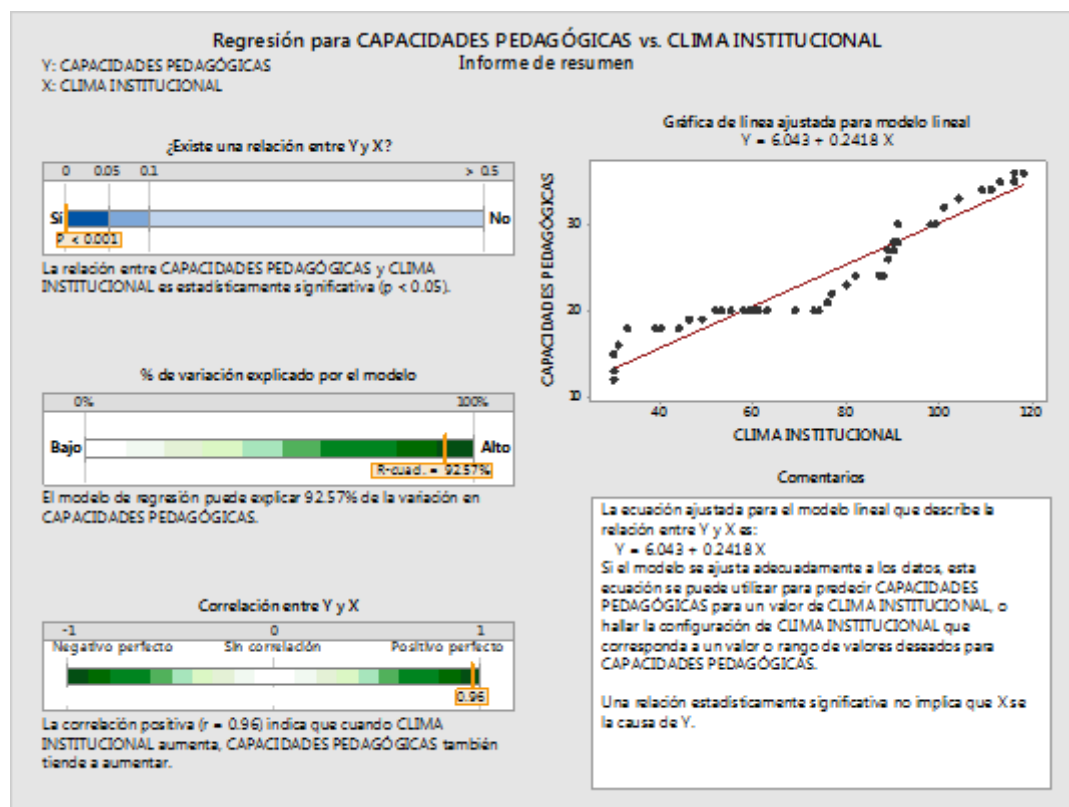 Regresión para CAPACIDADES PEDAGÓGICAS vs. CLIMA INSTITUCIONAL
Informe de resumen
Y: CAPACIDADES PEDAGÓGICAS
X: CLIMA INSTITUCIONAL
¿Existe una relación entre Y y X?
0 0.05 0.1 > 0.5
Sí No
P < 0.001
La relación entre CAPACIDADES PEDAGÓGICAS y CLIMA
INSTITUCIONAL es estadísticamente significativa (p < 0.05).
% de variación explicado por el modelo
0% 100%
Bajo Alto
R-cuad. = 92.57%
El modelo de regresión puede explicar 92.57% de la variación en
CAPACIDADES PEDAGÓGICAS.
Correlación entre Y y X
-1 0 1
Negativo perfecto Sin correlación Positivo perfecto
0.96
La correlación positiva (r = 0.96) indica que cuando CLIMA
INSTITUCIONAL aumenta, CAPACIDADES PEDAGÓGICAS también
tiende a aumentar.
Gráfica de línea ajustada para modelo lineal
Y = 6.043 + 0.2418 X
CAPACIDADES PEDAGÓGICAS
30
20
10
40 60 80 100 120
CLIMA INSTITUCIONAL
Comentarios
La ecuación ajustada para el modelo lineal que describe la
relación entre Y y X es:
Y = 6.043 + 0.2418 X
Si el modelo se ajusta adecuadamente a los datos, esta
ecuación se puede utilizar para predecir CAPACIDADES
PEDAGÓGICAS para un valor de CLIMA INSTITUCIONAL, o
hallar la configuración de CLIMA INSTITUCIONAL que
corresponda a un valor o rango de valores deseados para
CAPACIDADES PEDAGÓGICAS.
Una relación estadísticamente significativa no implica que X se
la causa de Y.